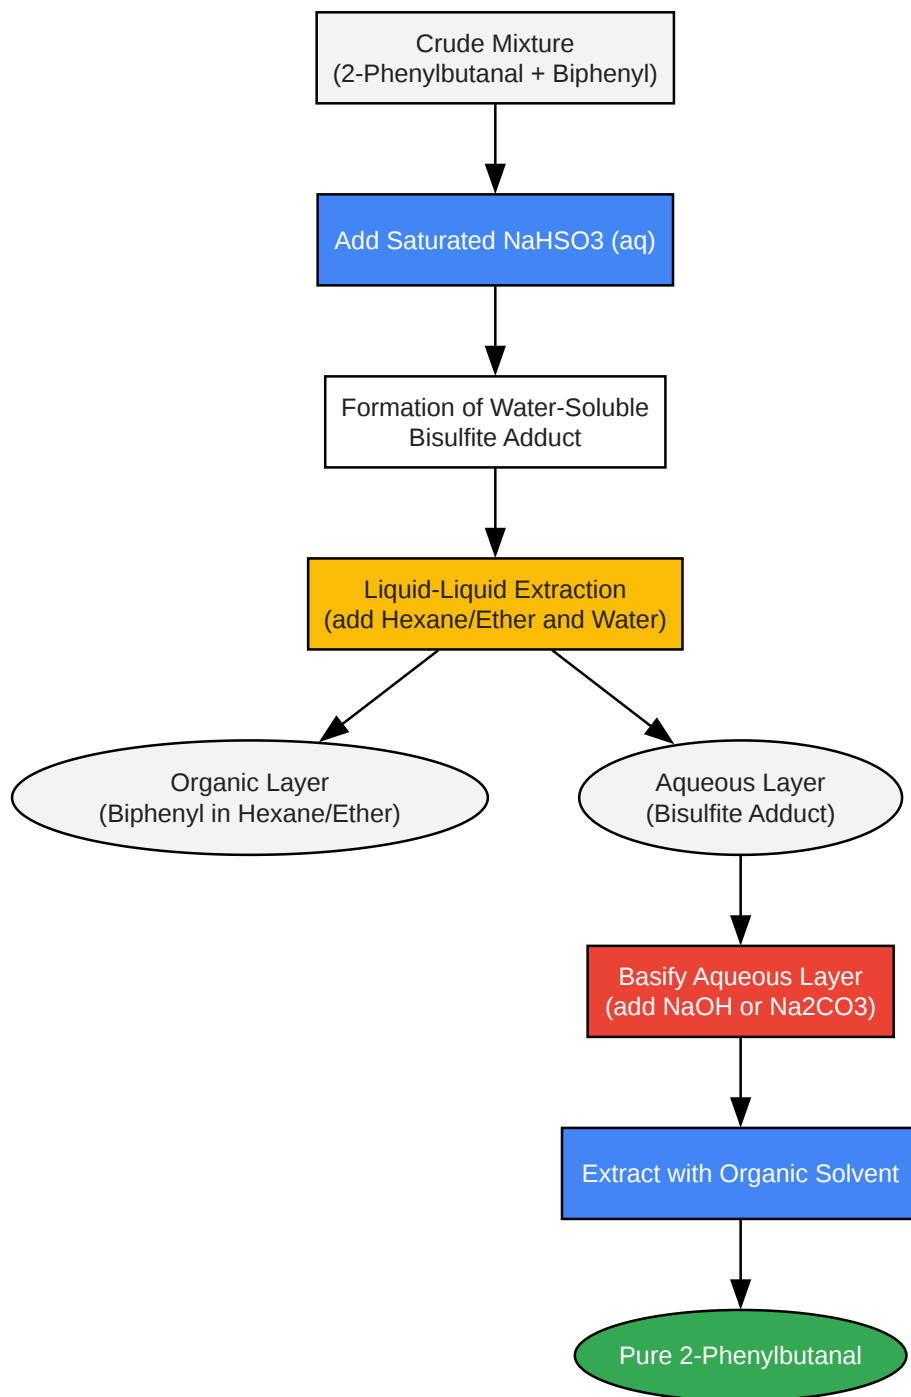 Crude Mixture
(2-Phenylbutanal + Biphenyl)
Add Saturated NaHSO3 (aq)
Formation of Water-Soluble
Bisulfite Adduct
Liquid-Liquid Extraction
(add Hexane/Ether and Water)
Organic Layer
(Biphenyl in Hexane/Ether)
Aqueous Layer
(Bisulfite Adduct)
Basify Aqueous Layer
(add NaOH or Na2CO3)
Extract with Organic Solvent
Pure 2-Phenylbutanal